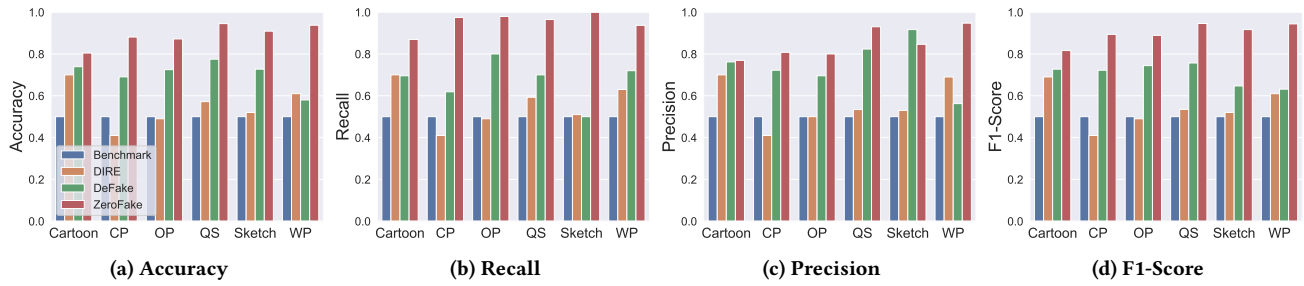 Accuracy
1.0
0.8
0.6
0.4
0.2
0.0
Benchmark
DIRE
DeFake
ZeroFake
Cartoon CP OP QS Sketch WP
(a) Accuracy
Recall
1.0
0.8
0.6
0.4
0.2
0.0
Cartoon CP OP QS Sketch WP
(b) Recall
Precision
1.0
0.8
0.6
0.4
0.2
0.0
Cartoon CP OP QS Sketch WP
(c) Precision
F1-Score
1.0
0.8
0.6
0.4
0.2
0.0
Cartoon CP OP QS Sketch WP
(d) F1-Score